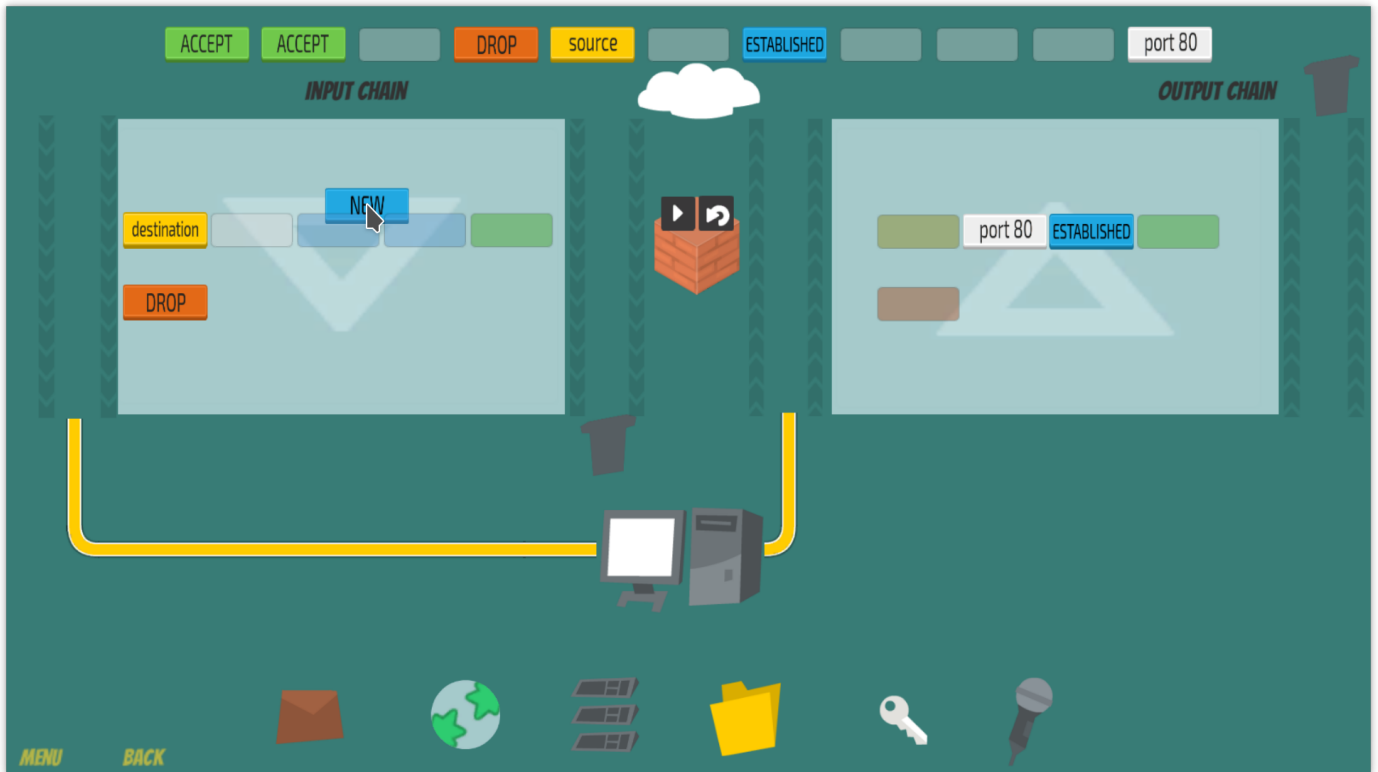 ACCEPT ACCEPT DROP source ESTABLISHED port 80
INPUT CHAIN OUTPUT CHAIN
NEW
destination port 80 ESTABLISHED
DROP
MENU BACK